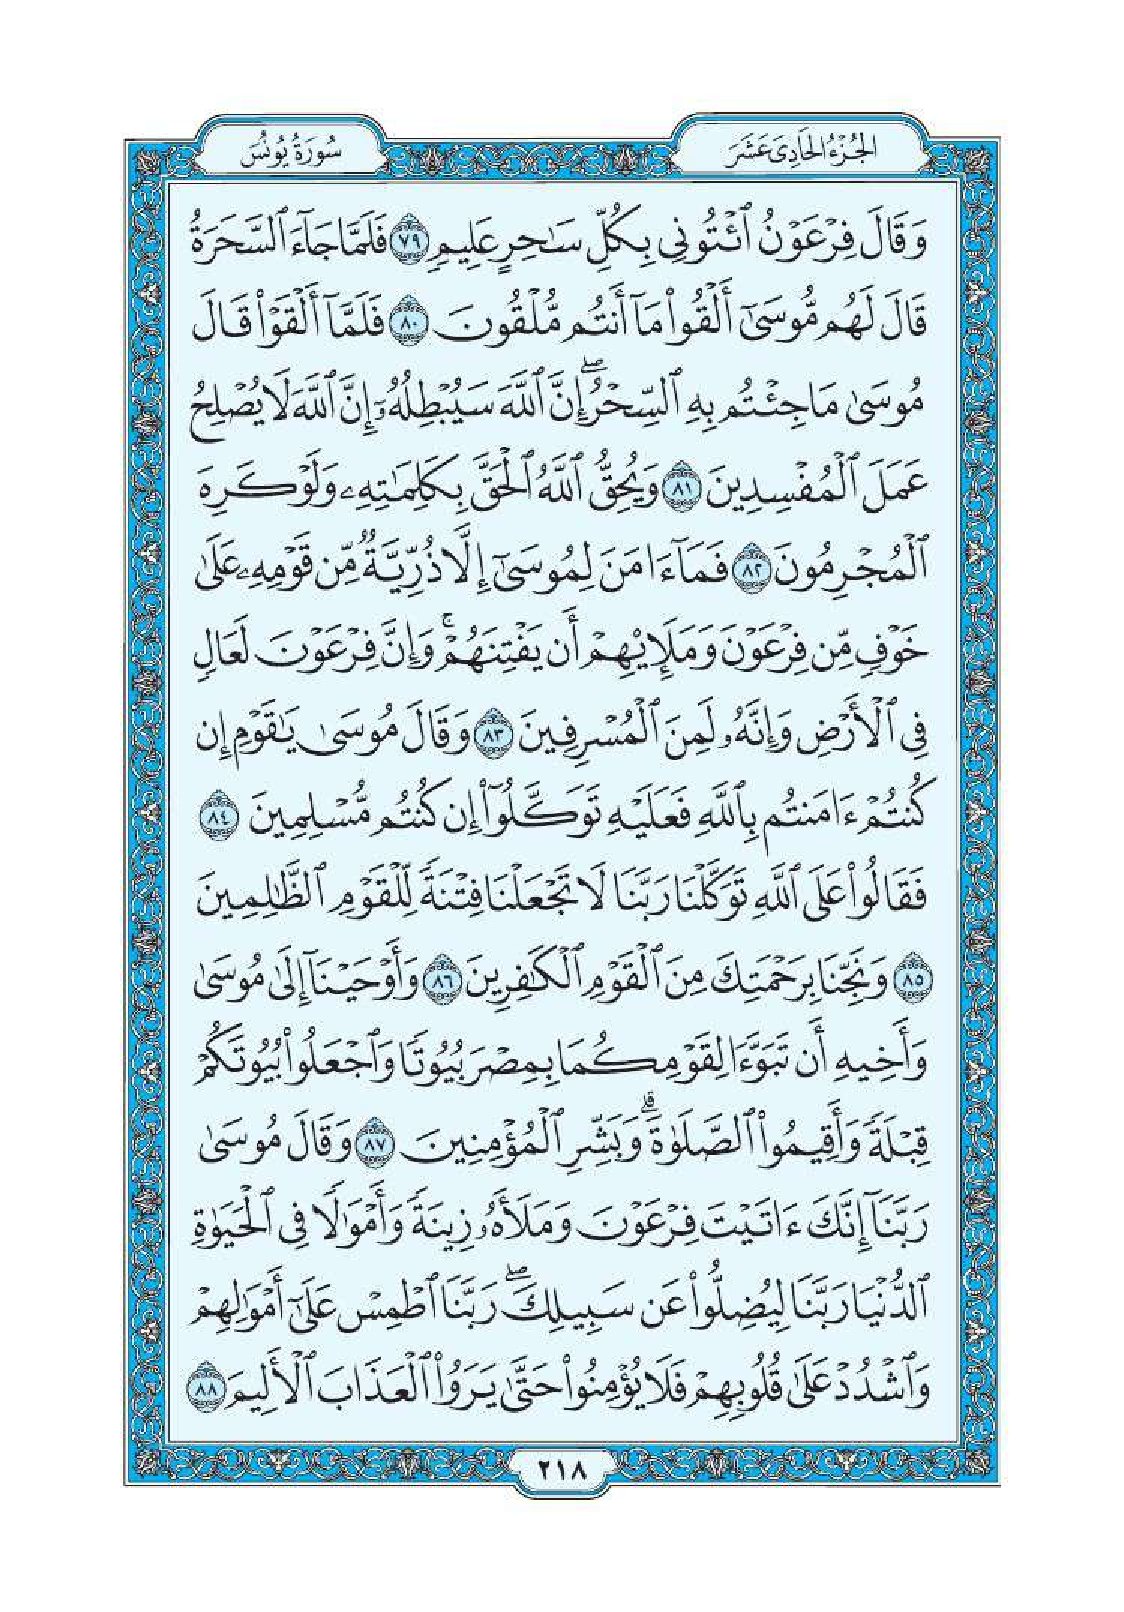 الجُزْءُ الحَادِى عَشَرَ
سُورَةُ يُونُسَ
وَقَالَ فِرْعَوْنُ ٱئْتُونِى بِكُلِّ سَٰحِرٍ عَلِيمٍ ٧٩ فَلَمَّا جَآءَ ٱلسَّحَرَةُ
قَالَ لَهُم مُّوسَىٰٓ أَلْقُوا۟ مَآ أَنتُم مُّلْقُونَ ٨٠ فَلَمَّآ أَلْقَوْا۟ قَالَ
مُوسَىٰ مَا جِئْتُم بِهِ ٱلسِّحْرُ ۖ إِنَّ ٱللَّهَ سَيُبْطِلُهُۥٓ إِنَّ ٱللَّهَ لَا يُصْلِحُ
عَمَلَ ٱلْمُفْسِدِينَ ٨١ وَيُحِقُّ ٱللَّهُ ٱلْحَقَّ بِكَلِمَٰتِهِۦ وَلَوْ كَرِهَ
ٱلْمُجْرِمُونَ ٨٢ فَمَآ ءَامَنَ لِمُوسَىٰٓ إِلَّا ذُرِّيَّةٌ مِّن قَوْمِهِۦ عَلَىٰ
خَوْفٍ مِّن فِرْعَوْنَ وَمَلَإِيْهِمْ أَن يَفْتِنَهُمْ ۚ وَإِنَّ فِرْعَوْنَ لَعَالٍ
فِى ٱلْأَرْضِ وَإِنَّهُۥ لَمِنَ ٱلْمُسْرِفِينَ ٨٣ وَقَالَ مُوسَىٰ يَٰقَوْمِ إِن
كُنتُمْ ءَامَنتُم بِٱللَّهِ فَعَلَيْهِ تَوَكَّلُوٓا۟ إِن كُنتُم مُّسْلِمِينَ ٨٤
فَقَالُوا۟ عَلَى ٱللَّهِ تَوَكَّلْنَا رَبَّنَا لَا تَجْعَلْنَا فِتْنَةً لِّلْقَوْمِ ٱلظَّٰلِمِينَ
٨٥ وَنَجِّنَا بِرَحْمَتِكَ مِنَ ٱلْقَوْمِ ٱلْكَٰفِرِينَ ٨٦ وَأَوْحَيْنَآ إِلَىٰ مُوسَىٰ
وَأَخِيهِ أَن تَبَوَّءَا لِقَوْمِكُمَا بِمِصْرَ بُيُوتًا وَٱجْعَلُوا۟ بُيُوتَكُمْ
قِبْلَةً وَأَقِيمُوا۟ ٱلصَّلَوٰةَ ۗ وَبَشِّرِ ٱلْمُؤْمِنِينَ ٨٧ وَقَالَ مُوسَىٰ
رَبَّنَآ إِنَّكَ ءَاتَيْتَ فِرْعَوْنَ وَمَلَأَهُۥ زِينَةً وَأَمْوَٰلًا فِى ٱلْحَيَوٰةِ
ٱلدُّنْيَا رَبَّنَا لِيُضِلُّوا۟ عَن سَبِيلِكَ ۖ رَبَّنَا ٱطْمِسْ عَلَىٰٓ أَمْوَٰلِهِمْ
وَٱشْدُدْ عَلَىٰ قُلُوبِهِمْ فَلَا يُؤْمِنُوا۟ حَتَّىٰ يَرَوُا۟ ٱلْعَذَابَ ٱلْأَلِيمَ ٨٨
٢١٨